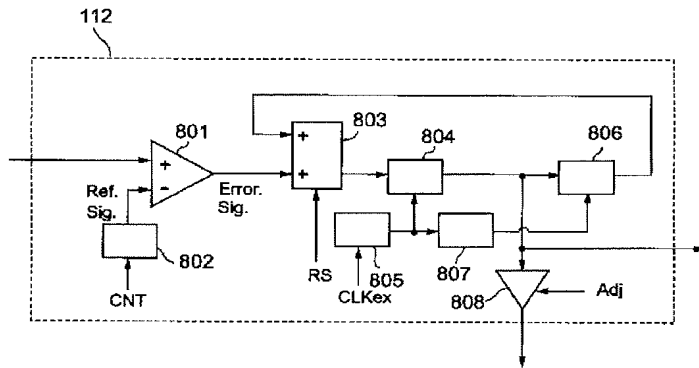 112
801
+
-
Ref.
Sig.
802
CNT
Error.
Sig.
+
+
803
RS
804
805
CLKex
807
806
808
Adj